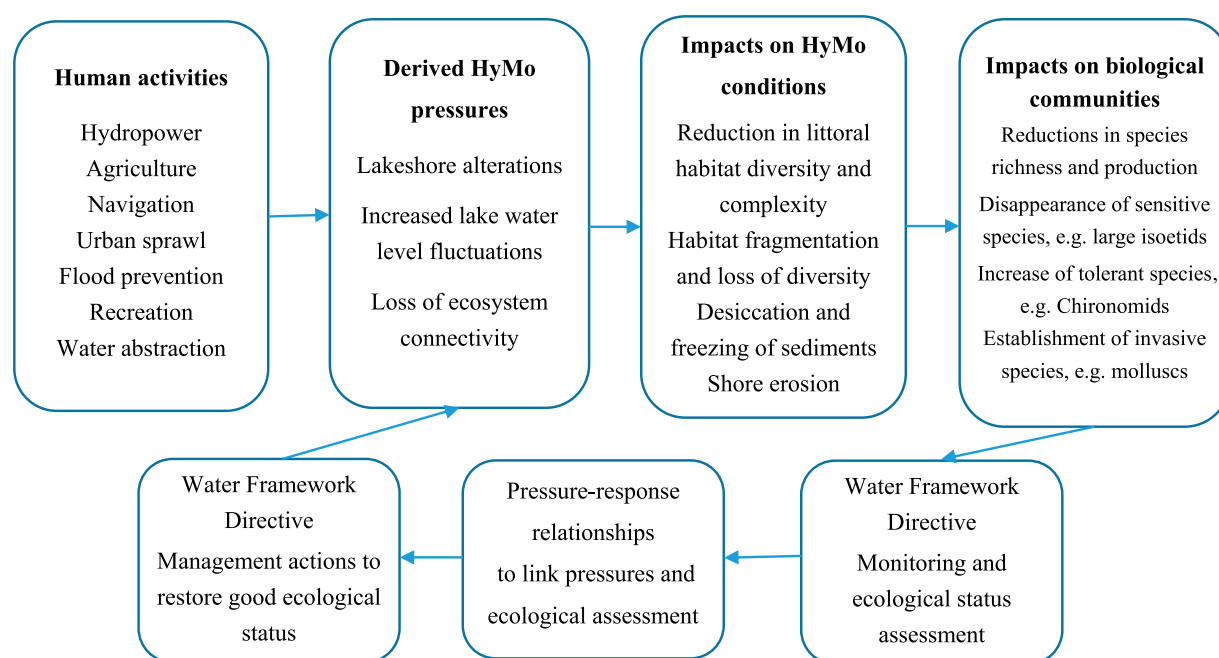 Human activities
Hydropower
Agriculture
Navigation
Urban sprawl
Flood prevention
Recreation
Water abstraction
Derived HyMo
pressures
Lakeshore alterations
Increased lake water
level fluctuations
Loss of ecosystem
connectivity
Impacts on HyMo
conditions
Reduction in littoral
habitat diversity and
complexity
Habitat fragmentation
and loss of diversity
Desiccation and
freezing of sediments
Shore erosion
Impacts on biological
communities
Reductions in species
richness and production
Disappearance of sensitive
species, e.g. large isoetids
Increase of tolerant species,
e.g. Chironomids
Establishment of invasive
species, e.g. molluscs
Water Framework
Directive
Management actions to
restore good ecological
status
Pressure-response
relationships
to link pressures and
ecological assessment
Water Framework
Directive
Monitoring and
ecological status
assessment